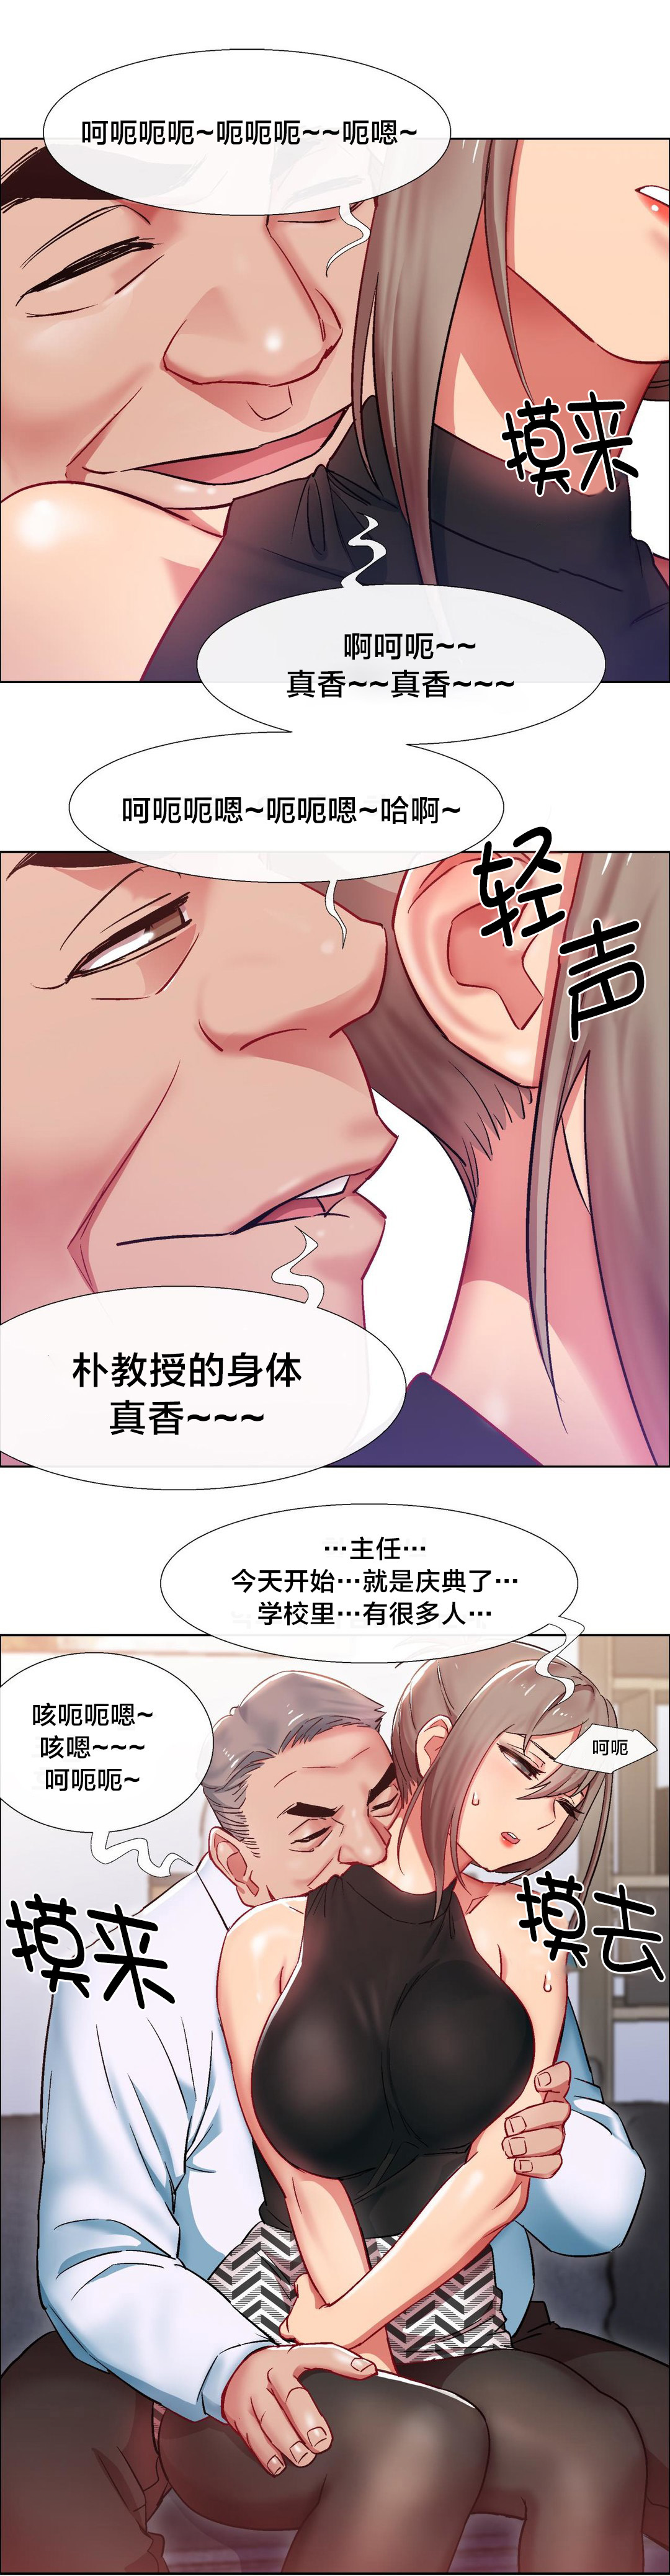 呵呃呃呃~呃呃呃~~呃嗯~
摸来
啊呵呃~~
真香~~真香~~~
呵呃呃嗯~呃呃嗯~哈啊~
轻声
朴教授的身体
真香~~~
…主任…
今天开始…就是庆典了…
学校里…有很多人…
咳呃呃嗯~
咳嗯~~~
呵呃呃~
呵呃
摸来
摸去